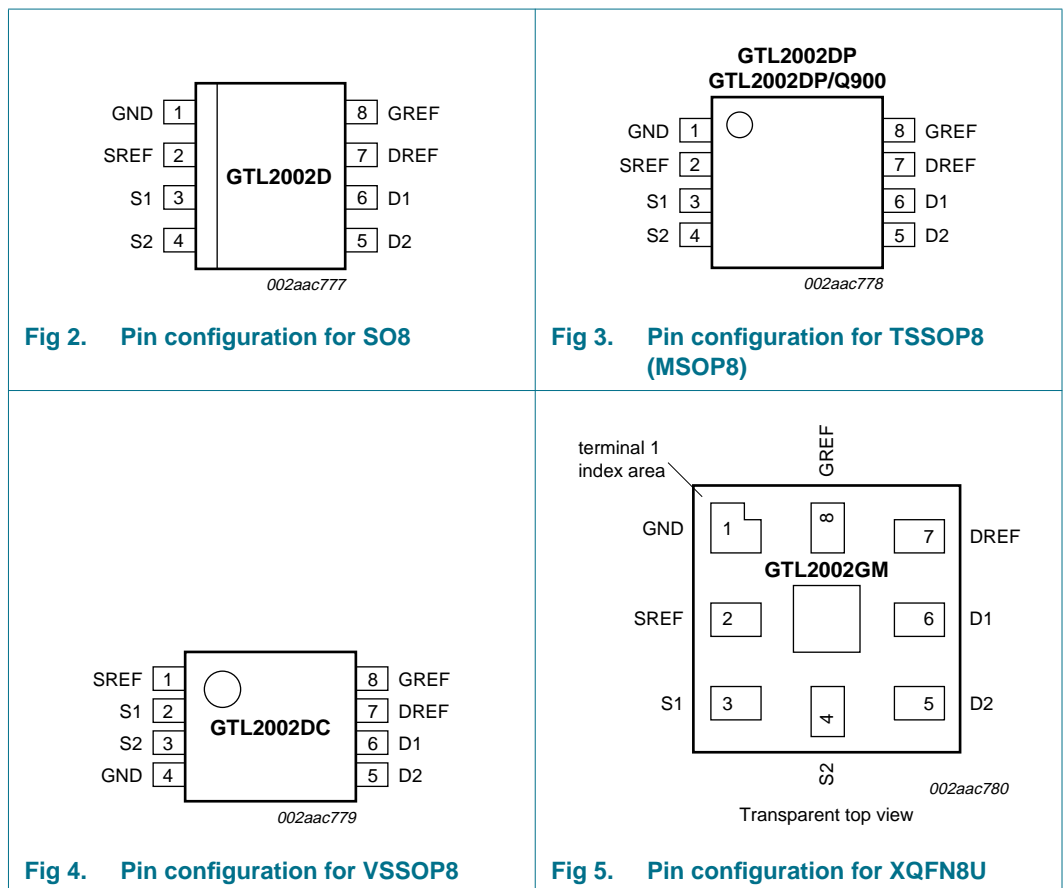 GND 1 8 GREF
SREF 2 7 DREF
GTL2002D
S1 3 6 D1
S2 4 5 D2
002aac777
Fig 2. Pin configuration for SO8
GTL2002DP
GTL2002DP/Q900
GND 1 8 GREF
SREF 2 7 DREF
S1 3 6 D1
S2 4 5 D2
002aac778
Fig 3. Pin configuration for TSSOP8
(MSOP8)
SREF 1 8 GREF
S1 2 7 DREF
GTL2002DC
S2 3 6 D1
GND 4 5 D2
002aac779
Fig 4. Pin configuration for VSSOP8
terminal 1
index area
GREF
GND 1 8 7 DREF
GTL2002GM
SREF 2 6 D1
S1 3 4 5 D2
S2
002aac780
Transparent top view
Fig 5. Pin configuration for XQFN8U